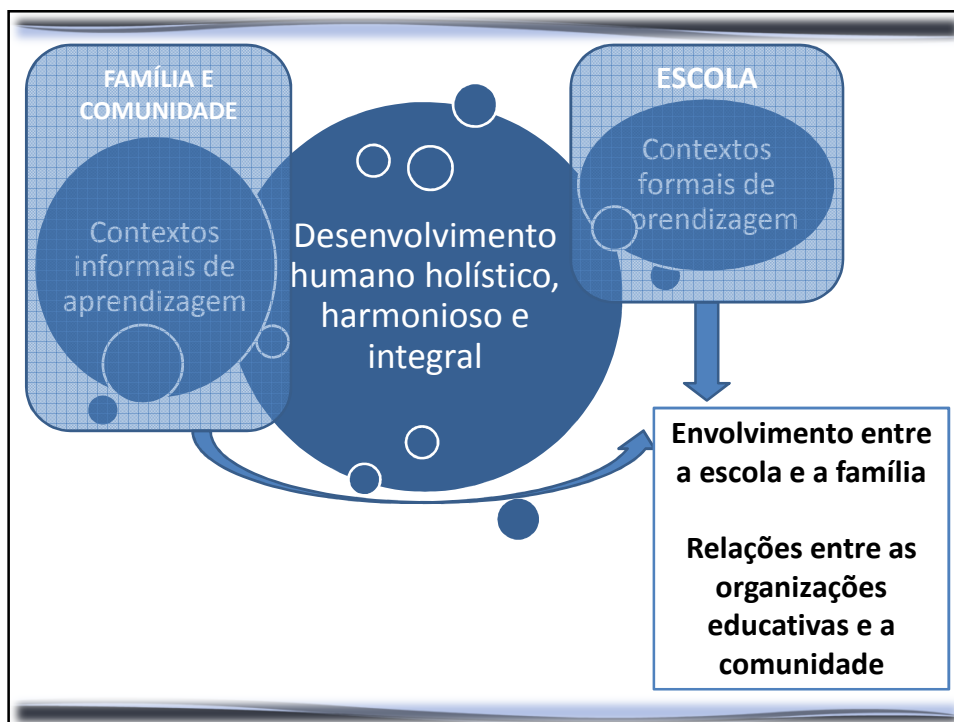 FAMÍLIA E
COMUNIDADE
Contextos
informais de
aprendizagem
Desenvolvimento
humano holístico,
harmonioso e
integral
ESCOLA
Contextos
formais de
aprendizagem
Envolvimento entre
a escola e a família
Relações entre as
organizações
educativas e a
comunidade